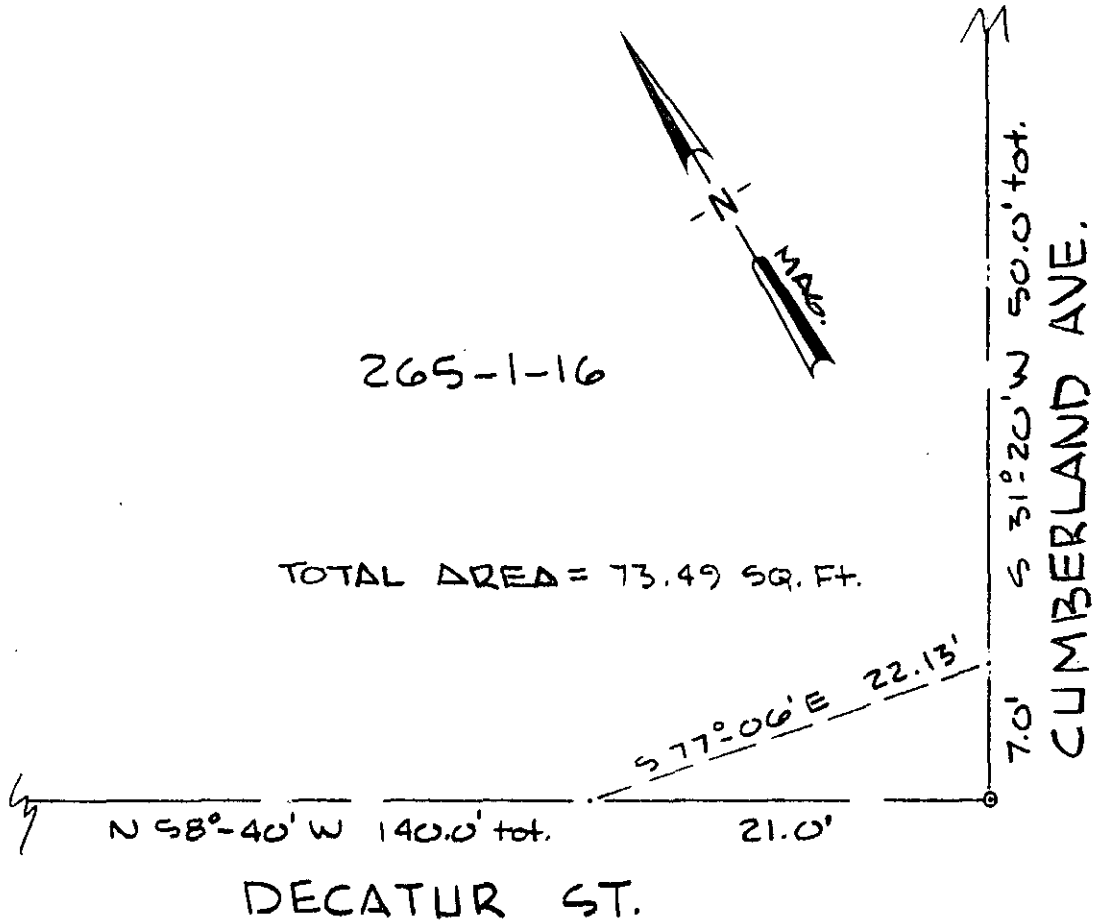 N
MAG.
265-1-16
S 31°-20' W 50.0' tot.
CUMBERLAND AVE.
TOTAL AREA = 73.49 SQ. Ft.
S 77°-06' E 22.13'
7.0'
N 58°-40' W 140.0' tot.
21.0'
DECATUR ST.